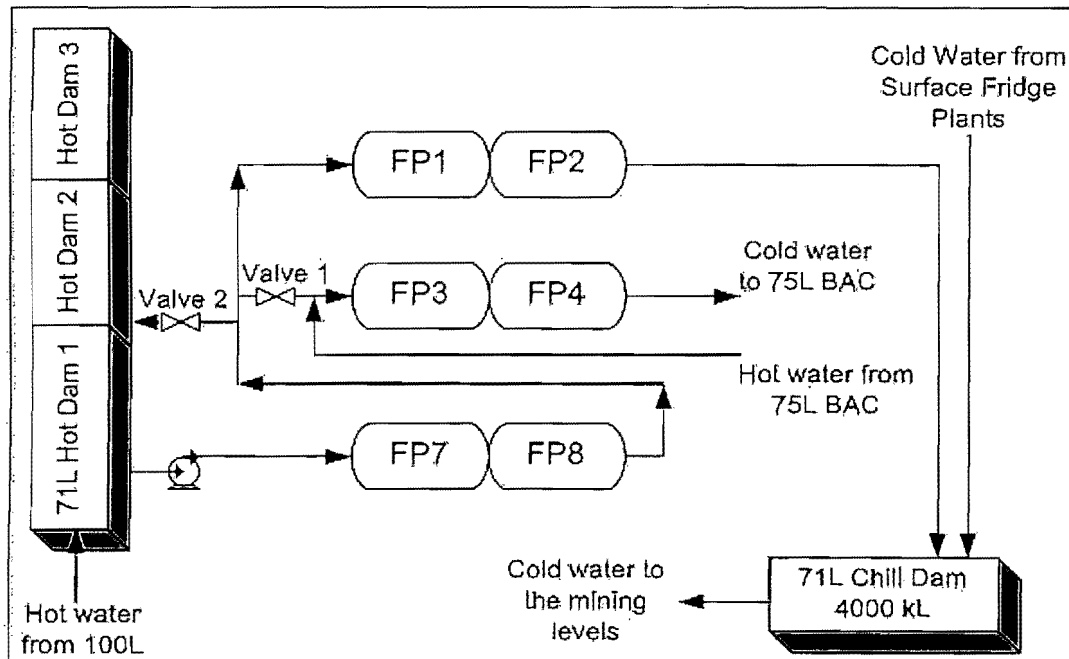 Hot Dam 3
Hot Dam 2
71L Hot Dam 1
Hot water
from 100L
Valve 2
Valve 1
FP1
FP2
FP3
FP4
FP7
FP8
Cold water
to 75L BAC
Hot water from
75L BAC
Cold Water from
Surface Fridge
Plants
Cold water to
the mining
levels
71L Chill Dam
4000 kL